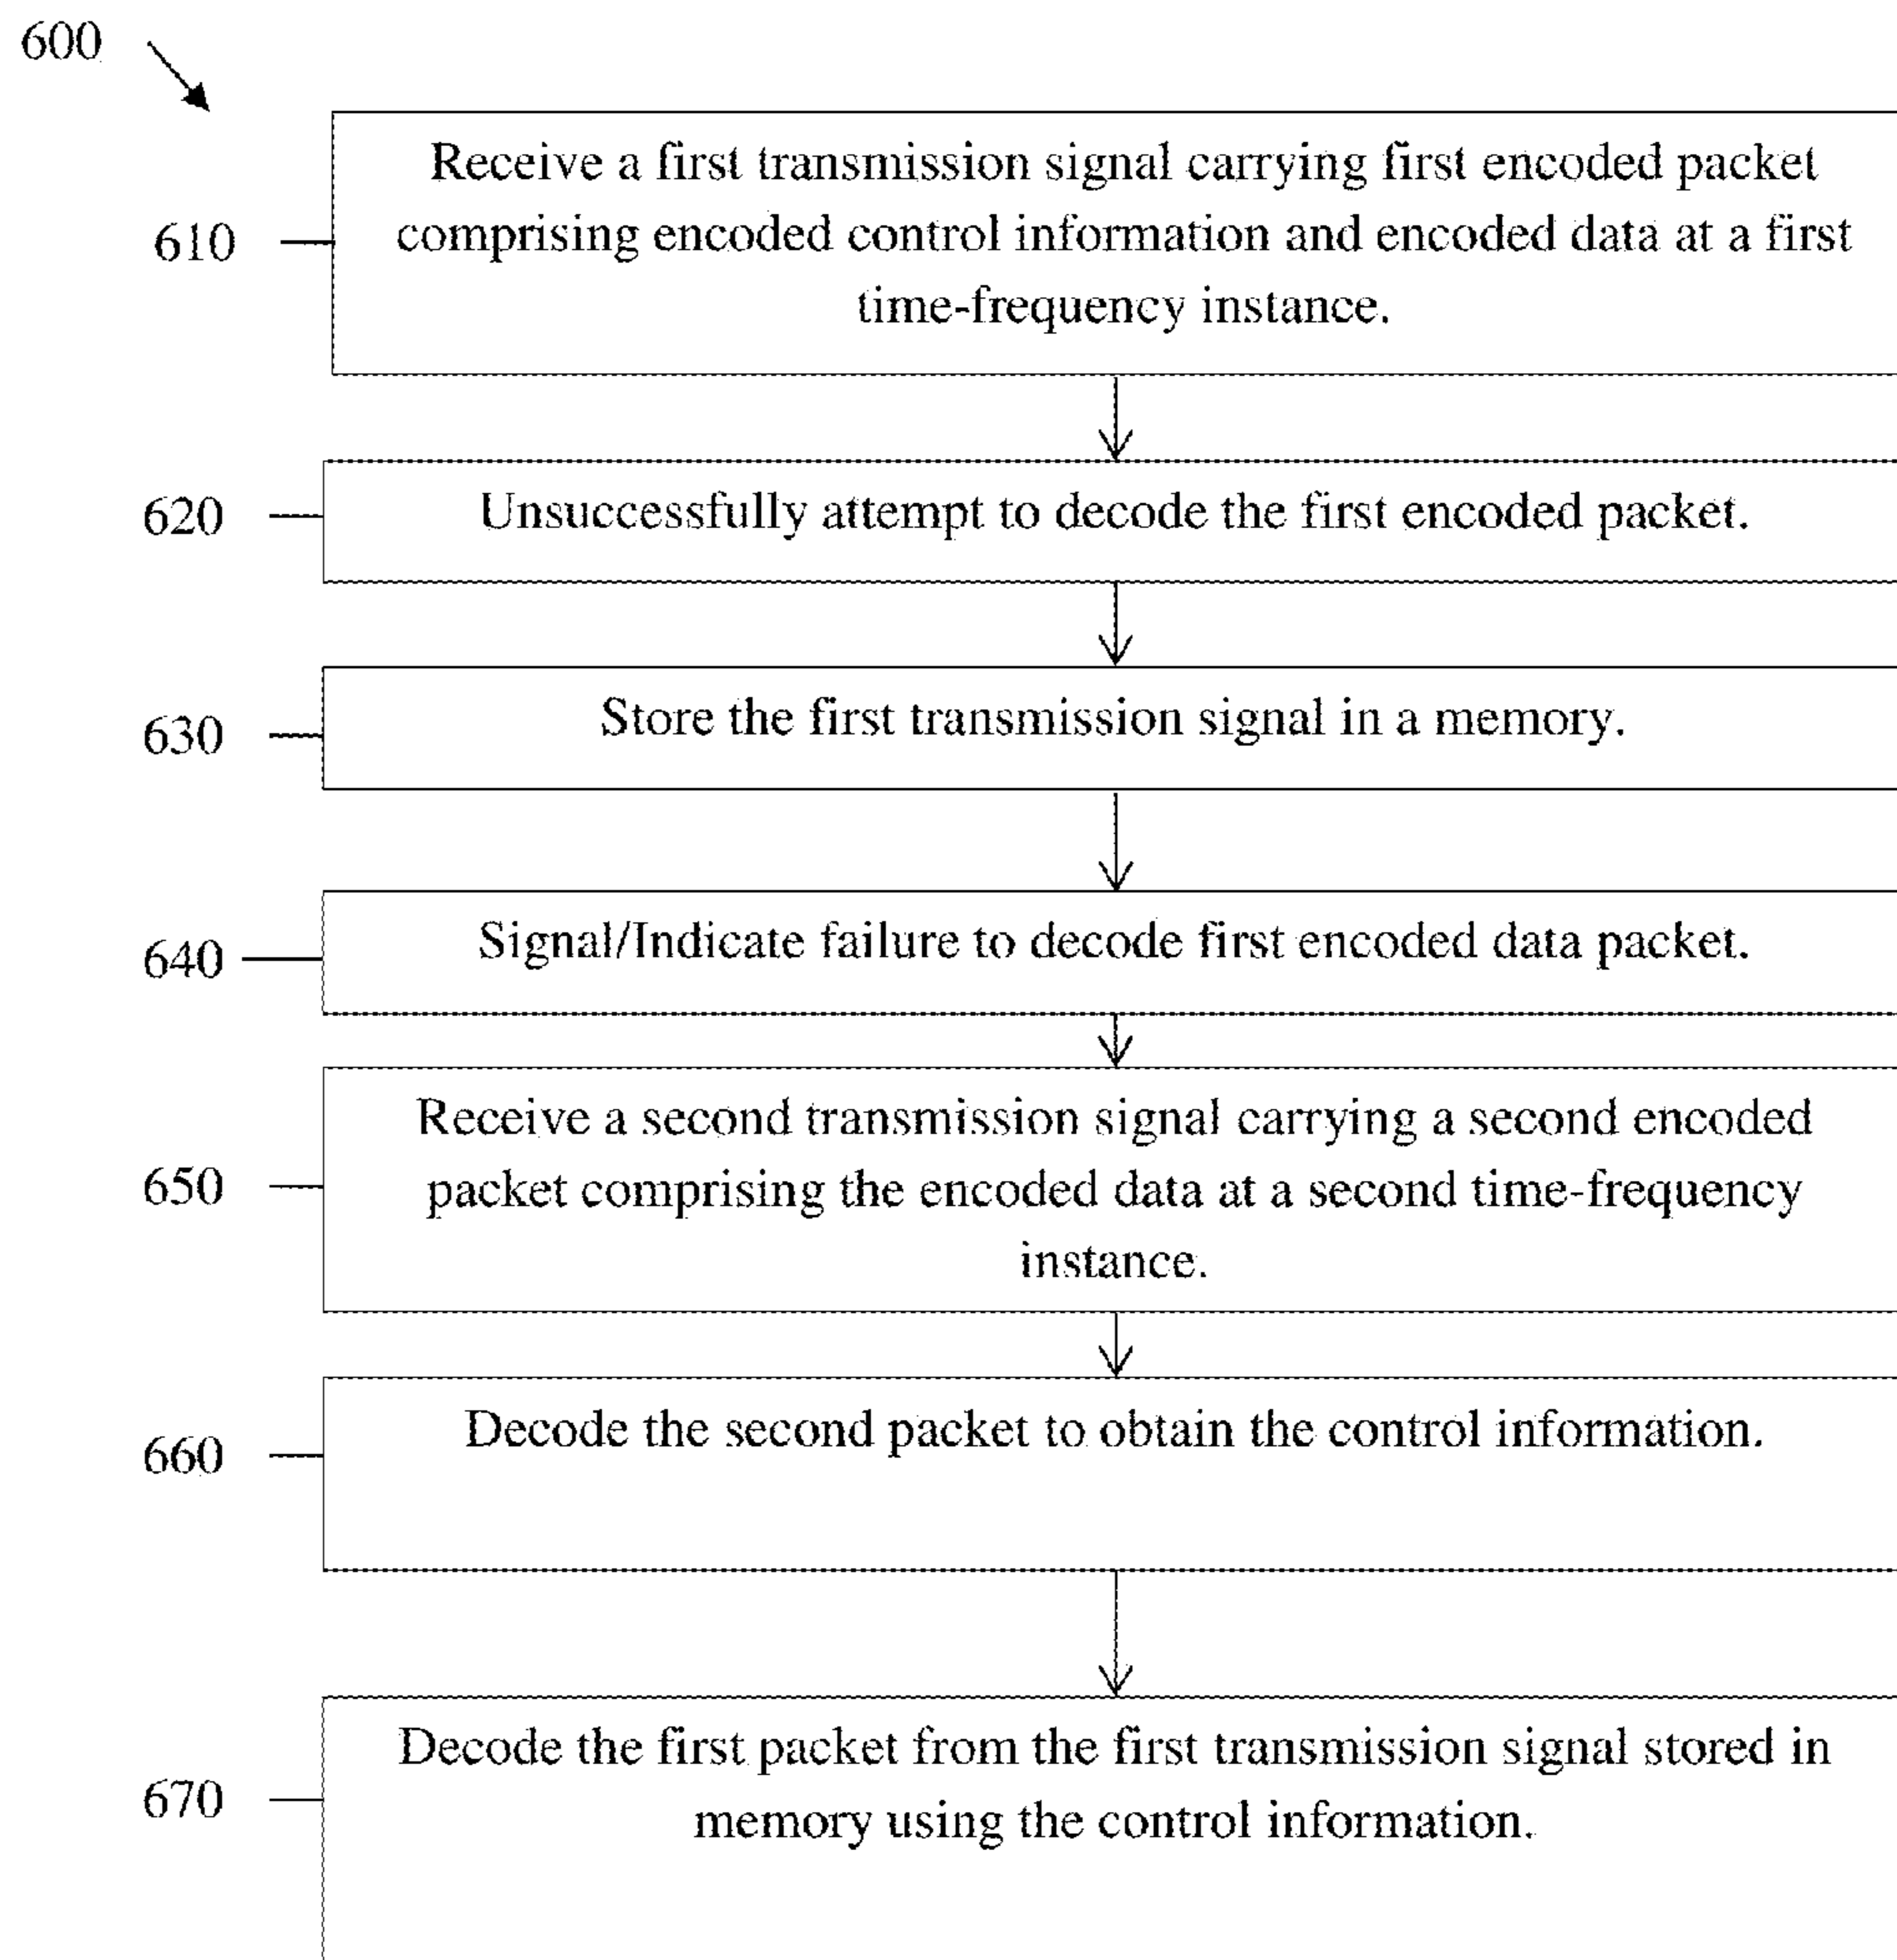 600
610
Receive a first transmission signal carrying first encoded packet
comprising encoded control information and encoded data at a first
time-frequency instance.
620
Unsuccessfully attempt to decode the first encoded packet.
630
Store the first transmission signal in a memory.
640
Signal/Indicate failure to decode first encoded data packet.
650
Receive a second transmission signal carrying a second encoded
packet comprising the encoded data at a second time-frequency
instance.
660
Decode the second packet to obtain the control information.
670
Decode the first packet from the first transmission signal stored in
memory using the control information.